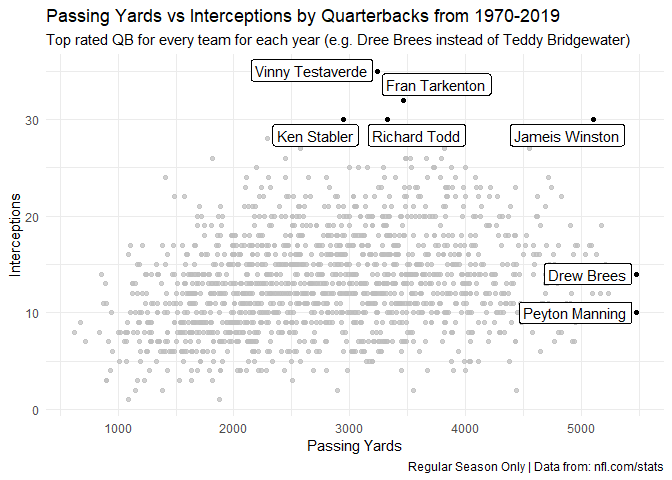 Passing Yards vs Interceptions by Quarterbacks from 1970-2019
Top rated QB for every team for each year (e.g. Dree Brees instead of Teddy Bridgewater)
Vinny Testaverde
Fran Tarkenton
Ken Stabler
Richard Todd
Jameis Winston
Drew Brees
Peyton Manning
Interceptions
30
20
10
0
1000 2000 3000 4000 5000
Passing Yards
Regular Season Only | Data from: nfl.com/stats